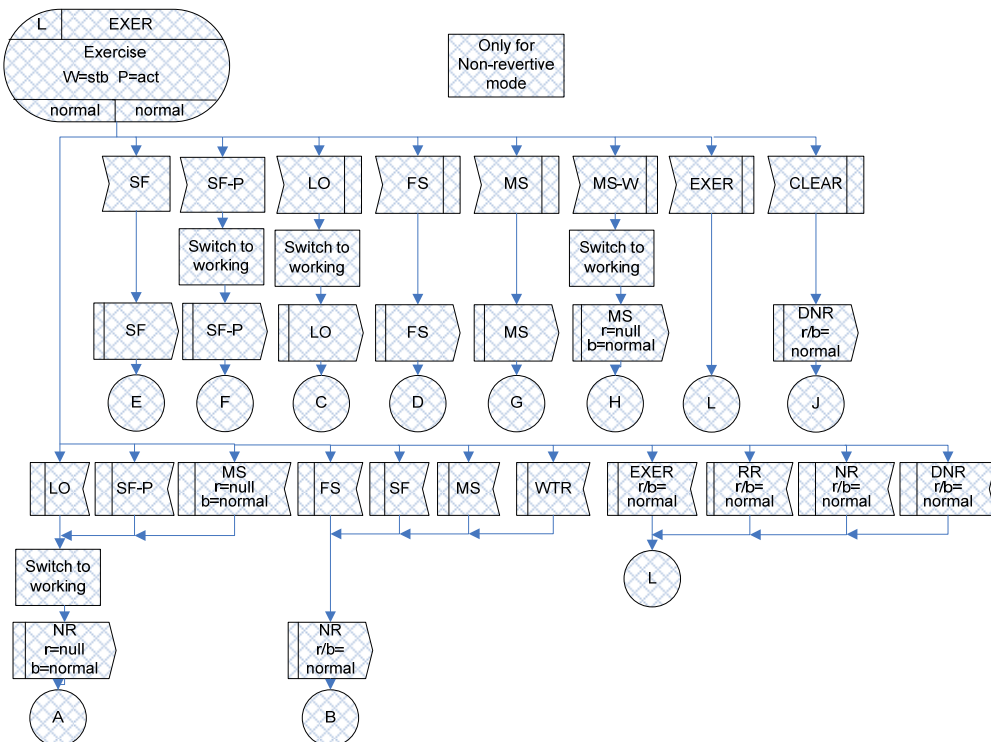 L EXER
Exercise
W=stb P=act
normal normal
Only for
Non-revertive
mode
SF SF-P LO FS MS MS-W EXER CLEAR
Switch to
working
Switch to
working
Switch to
working
SF SF-P LO FS MS
MS
r=null
b=normal
DNR
r/b=
normal
E F C D G H L J
LO SF-P
MS
r=null
b=normal
FS SF MS WTR
EXER
r/b=
normal
RR
r/b=
normal
NR
r/b=
normal
DNR
r/b=
normal
Switch to
working
L
NR
r=null
b=normal
NR
r/b=
normal
A B